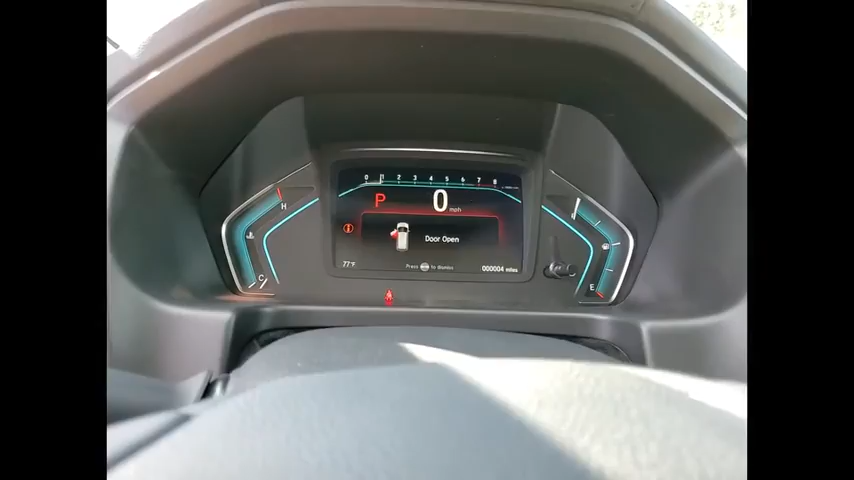 0 1 2 3 4 5 6 7 8
H
P
0
mph
Door Open
C
77°F
Press to dismiss
000004 miles
E